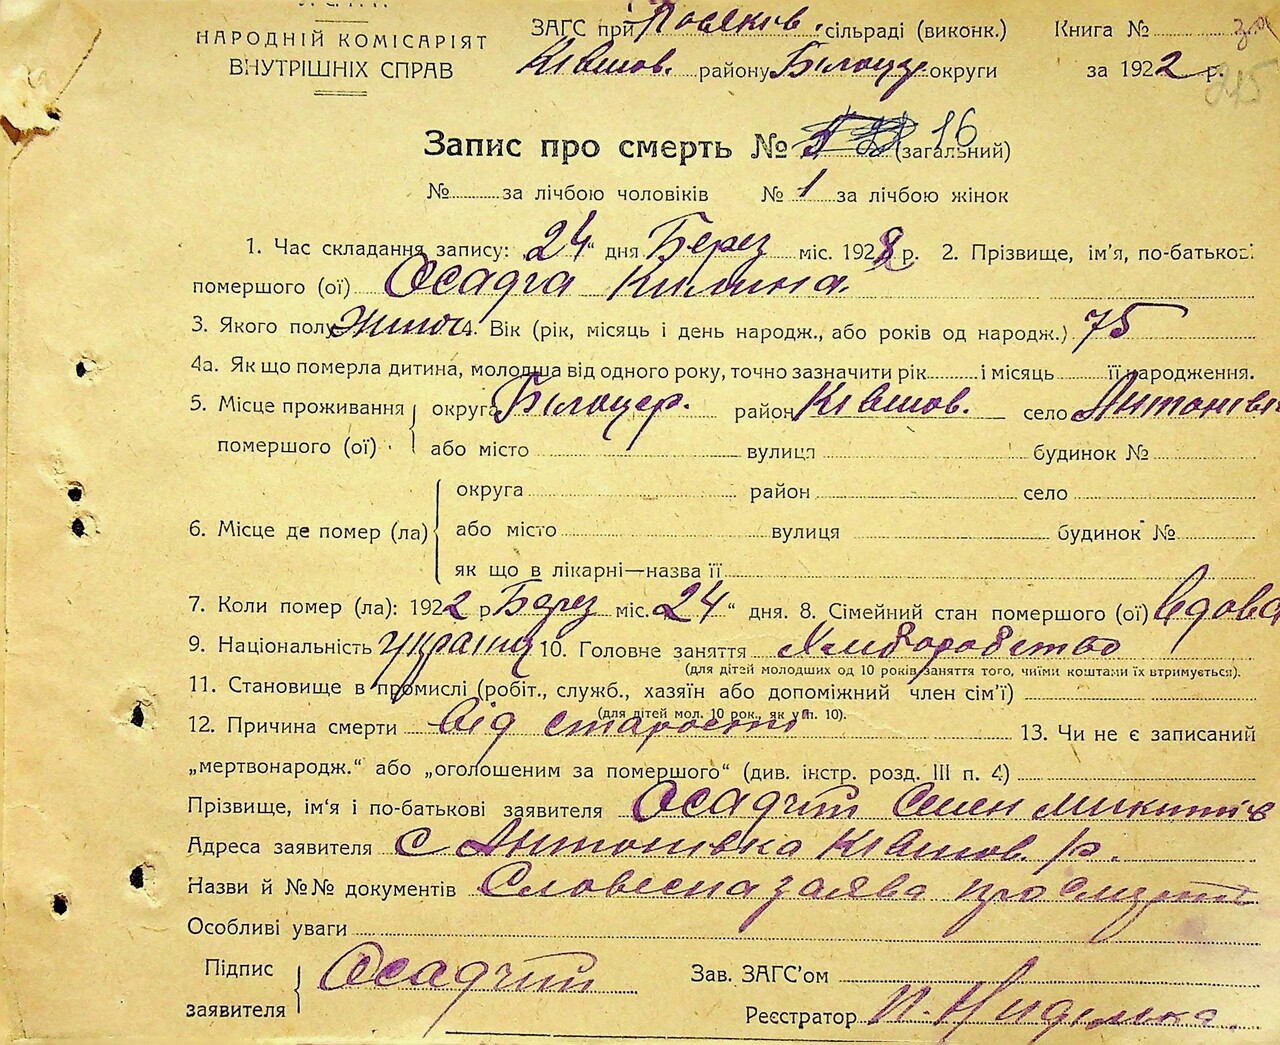 НАРОДНІЙ КОМІСАРІЯТ
ВНУТРІШНІХ СПРАВ
ЗАГС при сільраді (виконк.)
району Білоцер округи
Книга №
за 1922 р.
215
Запис про смерть № 16 (загальний)
№ за лічбою чоловіків № 1 за лічбою жінок
1. Час складання запису: „24“ дня Берез міс. 1928 р. 2. Прізвище, ім'я, по-батькові
помершого (ої) Осадча Килина
3. Якого полу Жіноч 4. Вік (рік, місяць і день народж., або років од народж.) 75
4а. Як що померла дитина, молодша від одного року, точно зазначити рік і місяць її народження.
5. Місце проживання помершого (ої) округа Білоцер. район село Антонівк
або місто вулиця будинок №
6. Місце де помер (ла) округа район село
або місто вулиця будинок №
як що в лікарні—назва її
7. Коли помер (ла): 1922 р. Берез міс. „24“ дня. 8. Сімейний стан помершого (ої) Вдова
9. Національність україн 10. Головне заняття Хліборобство
(для дітей молодших од 10 років заняття того, чиїми коштами їх втримується).
11. Становище в промислі (робіт., служб., хазяїн або допоміжний член сім'ї)
(для дітей мол. 10 рок. як у п. 10).
12. Причина смерти Від старости 13. Чи не є записаний
„мертвонародж.“ або „оголошеним за помершого“ (див. інстр. розд. III п. 4)
Прізвище, ім'я і по-батькові заявителя Осадчий Семен Микитів
Адреса заявителя с Антонівка р.
Назви й №№ документів Словесна заява про смерть
Особливі уваги
Підпис заявителя Осадчий
Зав. ЗАГС'ом
Реєстратор П.